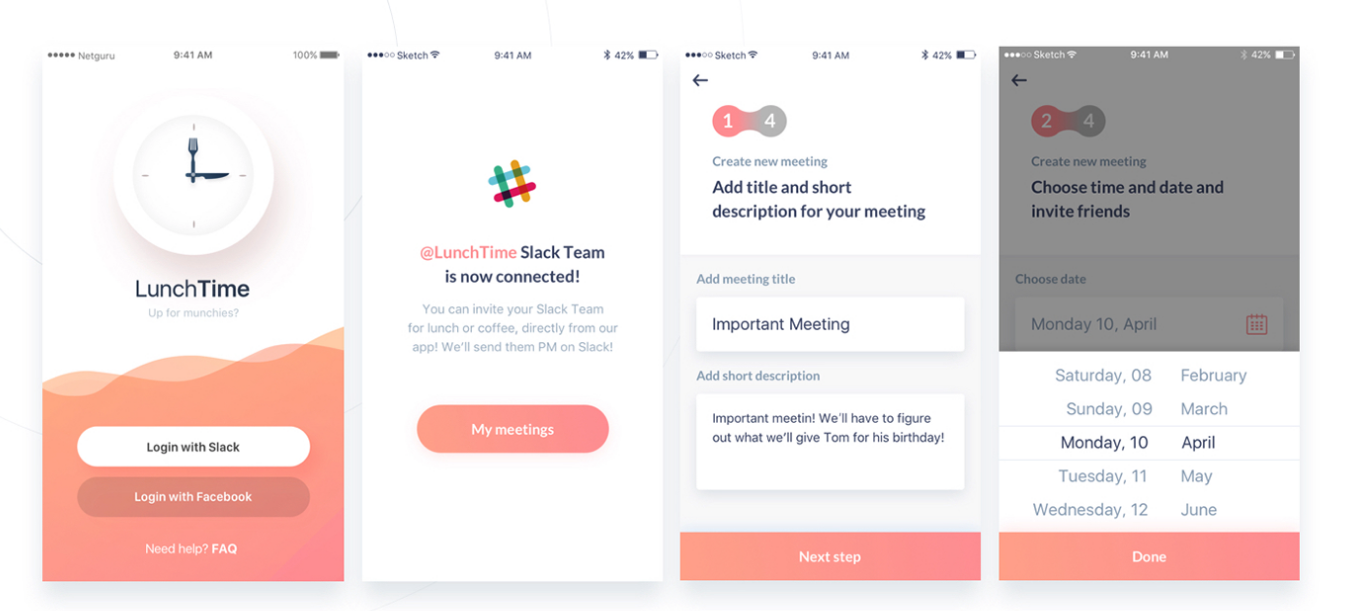 Netguru 9:41 AM 100%
LunchTime
Up for munchies?
Login with Slack
Login with Facebook
Need help? FAQ
Sketch 9:41 AM 42%
@LunchTime Slack Team
is now connected!
You can invite your Slack Team
for lunch or coffee, directly from our
app! We'll send them PM on Slack!
My meetings
Sketch 9:41 AM 42%
1 4
Create new meeting
Add title and short
description for your meeting
Add meeting title
Important Meeting
Add short description
Important meetin! We'll have to figure
out what we'll give Tom for his birthday!
Next step
Sketch 9:41 AM 42%
2 4
Create new meeting
Choose time and date and
invite friends
Choose date
Monday 10, April
Saturday, 08 February
Sunday, 09 March
Monday, 10 April
Tuesday, 11 May
Wednesday, 12 June
Done